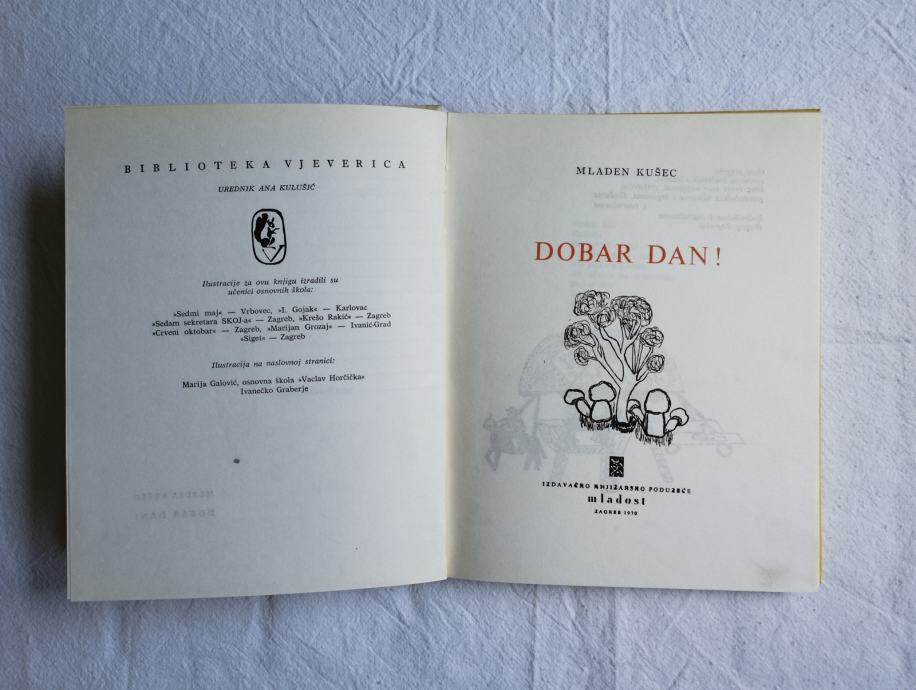 BIBLIOTEKA VJEVERICA
UREDNIK ANA KULUŠIĆ
Ilustracije za ovu knjigu izradili su
učenici osnovnih škola:
»Sedmi maj« — Vrbovec, »I. Gojak« — Karlovac
»Sedam sekretara SKOJ-a« — Zagreb, »Krešo Rakić« — Zagreb
»Crveni oktobar« — Zagreb, »Marijan Grozaj« — Ivanić-Grad
»Siget« — Zagreb
Ilustracija na naslovnoj stranici:
Marija Galović, osnovna škola »Vaclav Horčička«
Ivanečko Graberje
MLADEN KUŠEC
DOBAR DAN!
IZDAVAČKO KNJIŽARSKO PODUZEĆE
mladost
ZAGREB 1970